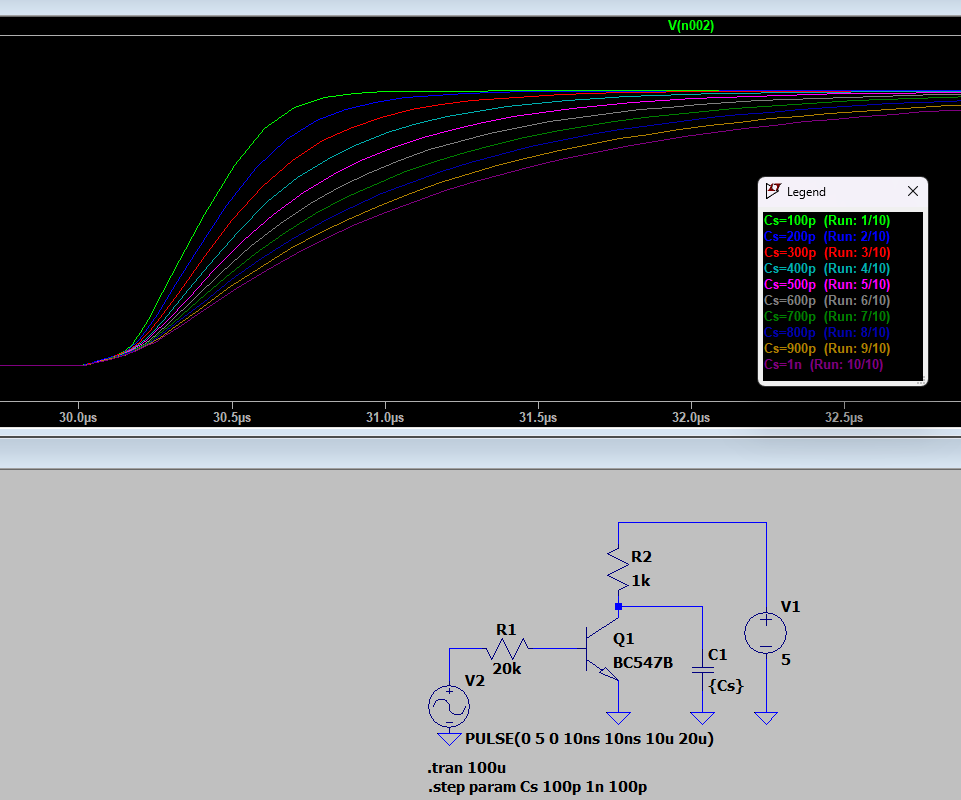 V(n002)
Legend
Cs=100p (Run: 1/10)
Cs=200p (Run: 2/10)
Cs=300p (Run: 3/10)
Cs=400p (Run: 4/10)
Cs=500p (Run: 5/10)
Cs=600p (Run: 6/10)
Cs=700p (Run: 7/10)
Cs=800p (Run: 8/10)
Cs=900p (Run: 9/10)
Cs=1n (Run: 10/10)
30.0µs 30.5µs 31.0µs 31.5µs 32.0µs 32.5µs
R2
1k
V1
5
R1
20k
Q1
BC547B
C1
{Cs}
V2
PULSE(0 5 0 10ns 10ns 10u 20u)
.tran 100u
.step param Cs 100p 1n 100p